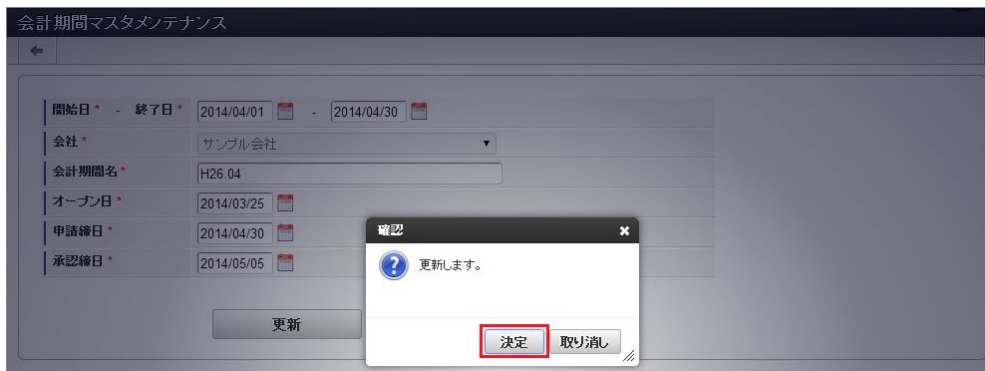 会計期間マスタメンテナンス
開始日* - 終了日* 2014/04/01 - 2014/04/30
会社* サンプル会社
会計期間名* H26.04
オープン日* 2014/03/25
申請締日* 2014/04/30
承認締日* 2014/05/05
更新
確認
更新します。
決定 取り消し